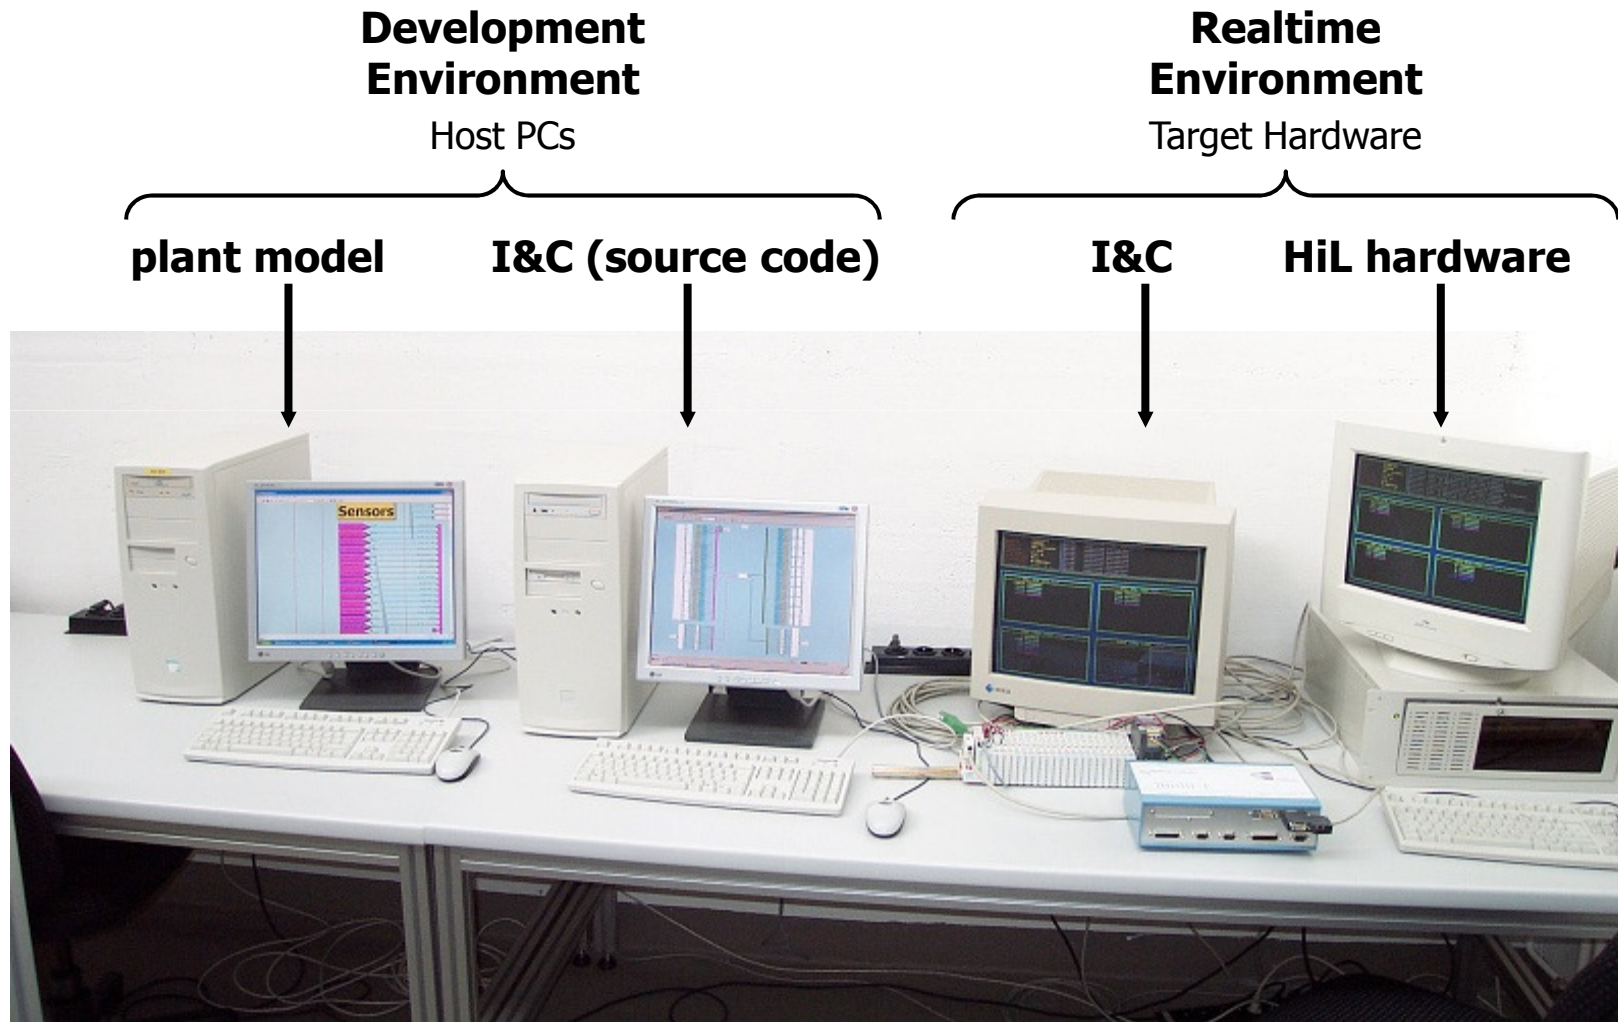 Development
Environment
Host PCs
Realtime
Environment
Target Hardware
plant model
I&C (source code)
I&C
HiL hardware
Sensors